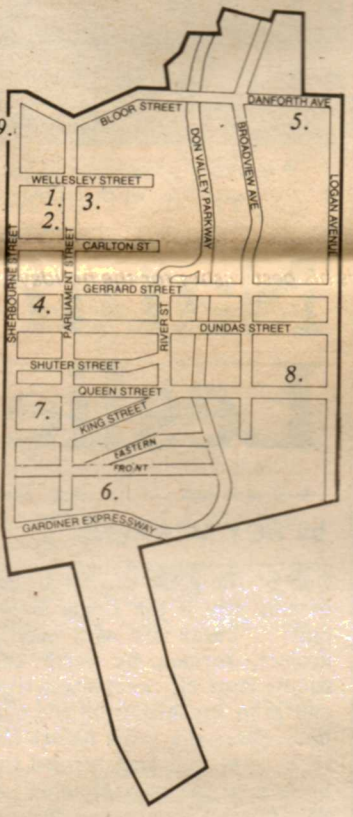 BLOOR STREET
DANFORTH AVE
5.
9.
DON VALLEY PARKWAY
BROADVIEW AVE
LOGAN AVENUE
WELLESLEY STREET
1.
3.
2.
CARLTON ST
SHERBOURNE STREET
PARLIAMENT STREET
GERRARD STREET
4.
RIVER ST
DUNDAS STREET
SHUTER STREET
8.
QUEEN STREET
7.
KING STREET
EASTERN
FRONT
6.
GARDINER EXPRESSWAY